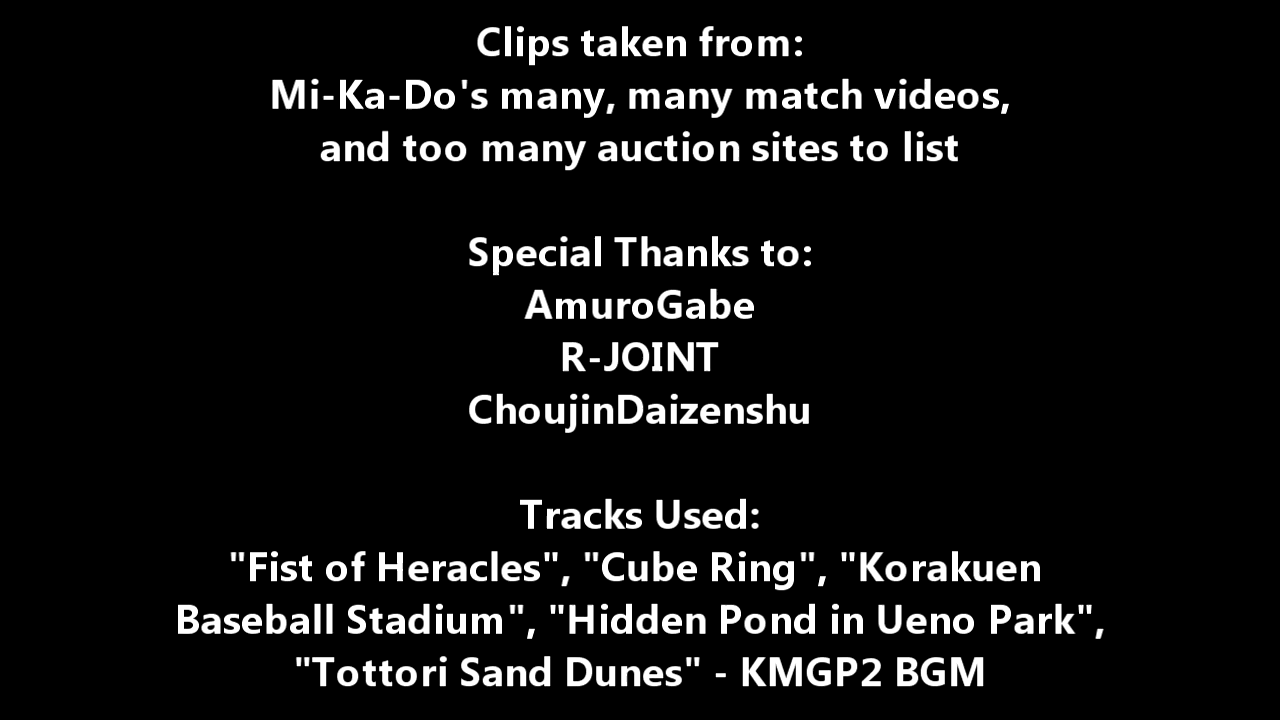 Clips taken from:
Mi-Ka-Do's many, many match videos,
and too many auction sites to list
Special Thanks to:
AmuroGabe
R-JOINT
ChoujinDaizenshu
Tracks Used:
"Fist of Heracles", "Cube Ring", "Korakuen
Baseball Stadium", "Hidden Pond in Ueno Park",
"Tottori Sand Dunes" - KMGP2 BGM